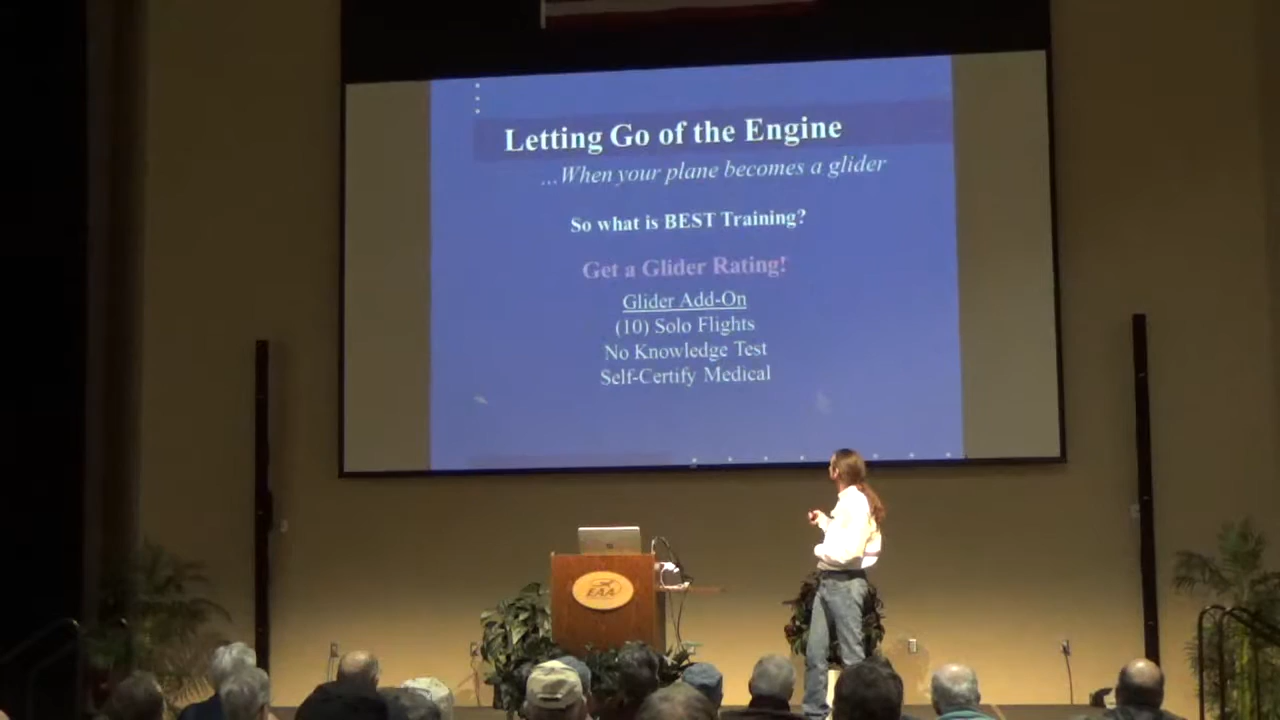 Letting Go of the Engine
...When your plane becomes a glider
So what is BEST Training?
Get a Glider Rating!
Glider Add-On
(10) Solo Flights
No Knowledge Test
Self-Certify Medical
EAA